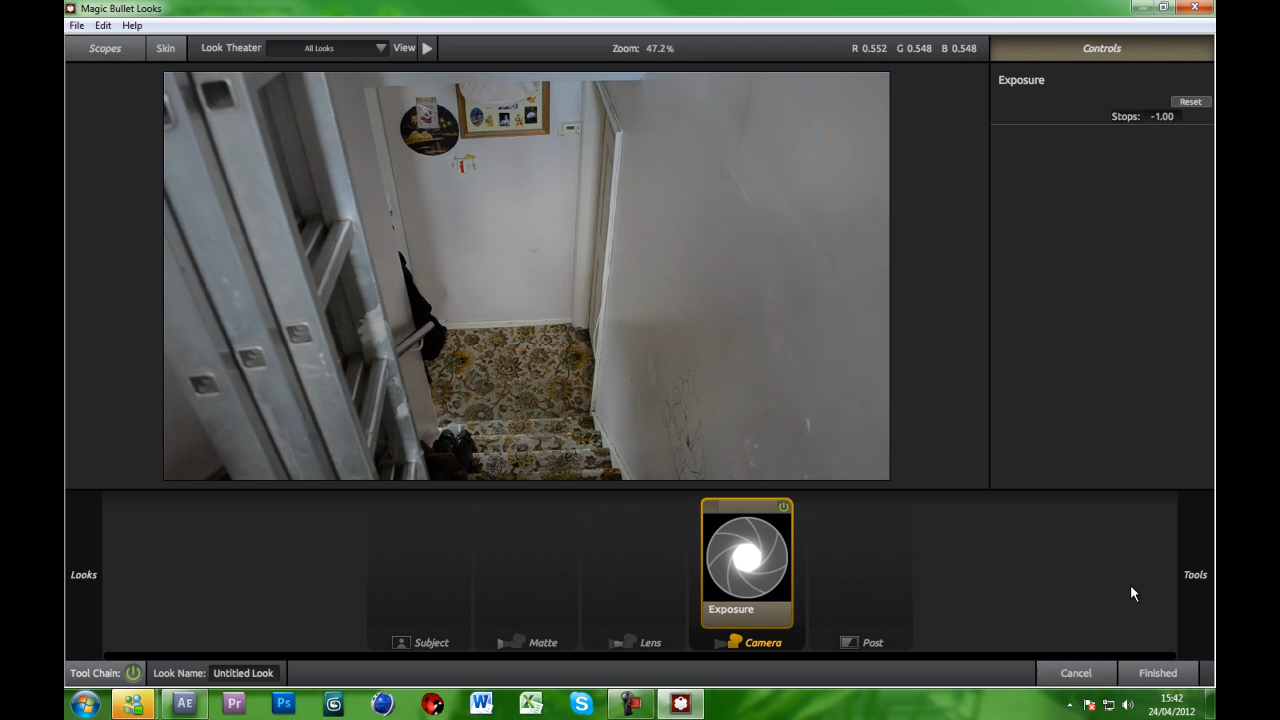 Magic Bullet Looks
File Edit Help
Scopes Skin Look Theater All Looks View Zoom: 47.2% R 0.552 G 0.548 B 0.548 Controls
Exposure
Reset
Stops: -1.00
Exposure
Looks
Tools
Subject Matte Lens Camera Post
Tool Chain: Look Name: Untitled Look Cancel Finished
Ae Pr Ps
15:42
24/04/2012